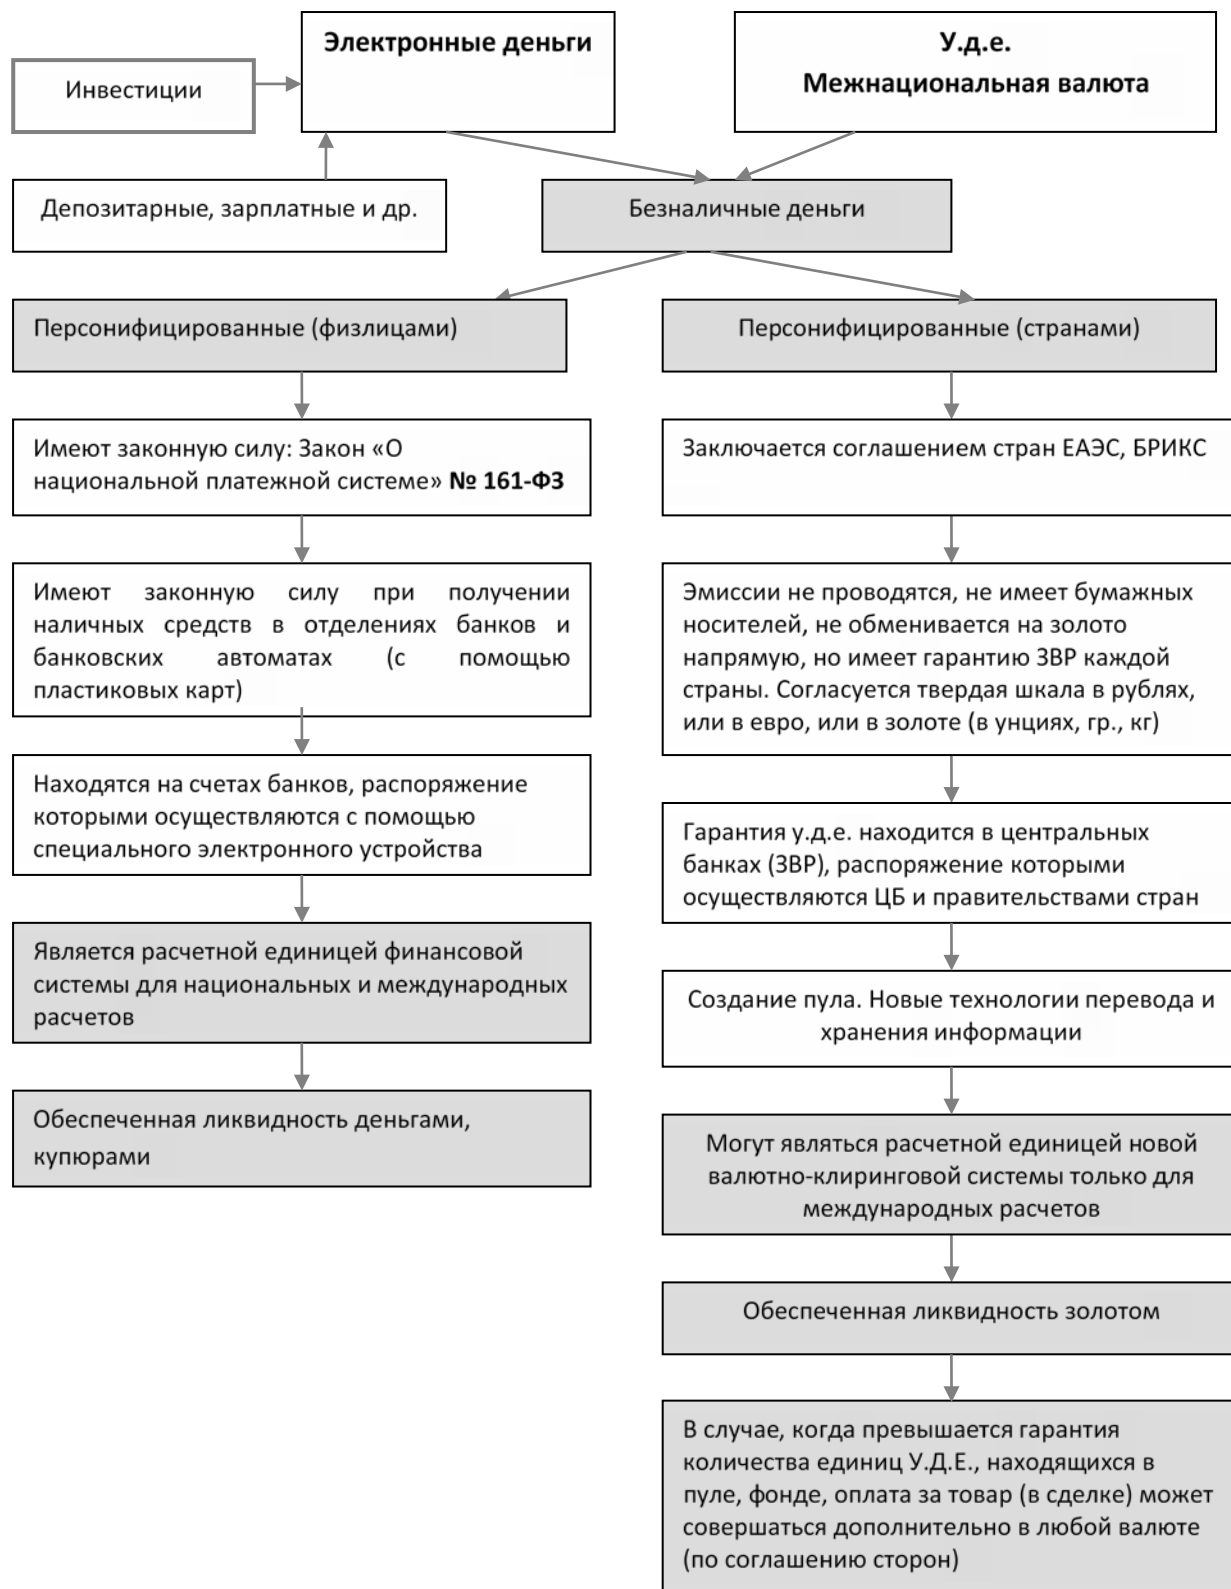 Электронные деньги
У.д.е.
Межнациональная валюта
Инвестиции
Депозитарные, зарплатные и др.
Безналичные деньги
Персонифицированные (физлицами)
Имеют законную силу: Закон «О
национальной платежной системе» № 161-ФЗ
Имеют законную силу при получении
наличных средств в отделениях банков и
банковских автоматах (с помощью
пластиковых карт)
Находятся на счетах банков, распоряжение
которыми осуществляются с помощью
специального электронного устройства
Является расчетной единицей финансовой
системы для национальных и международных
расчетов
Обеспеченная ликвидность деньгами,
купюрами
Персонифицированные (странами)
Заключается соглашением стран ЕАЭС, БРИКС
Эмиссии не проводятся, не имеет бумажных
носителей, не обменивается на золото
напрямую, но имеет гарантию ЗВР каждой
страны. Согласуется твердая шкала в рублях,
или в евро, или в золоте (в унциях, гр., кг)
Гарантия у.д.е. находится в центральных
банках (ЗВР), распоряжение которыми
осуществляются ЦБ и правительствами стран
Создание пула. Новые технологии перевода и
хранения информации
Могут являться расчетной единицей новой
валютно-клиринговой системы только для
международных расчетов
Обеспеченная ликвидность золотом
В случае, когда превышается гарантия
количества единиц У.Д.Е., находящихся в
пуле, фонде, оплата за товар (в сделке) может
совершаться дополнительно в любой валюте
(по соглашению сторон)